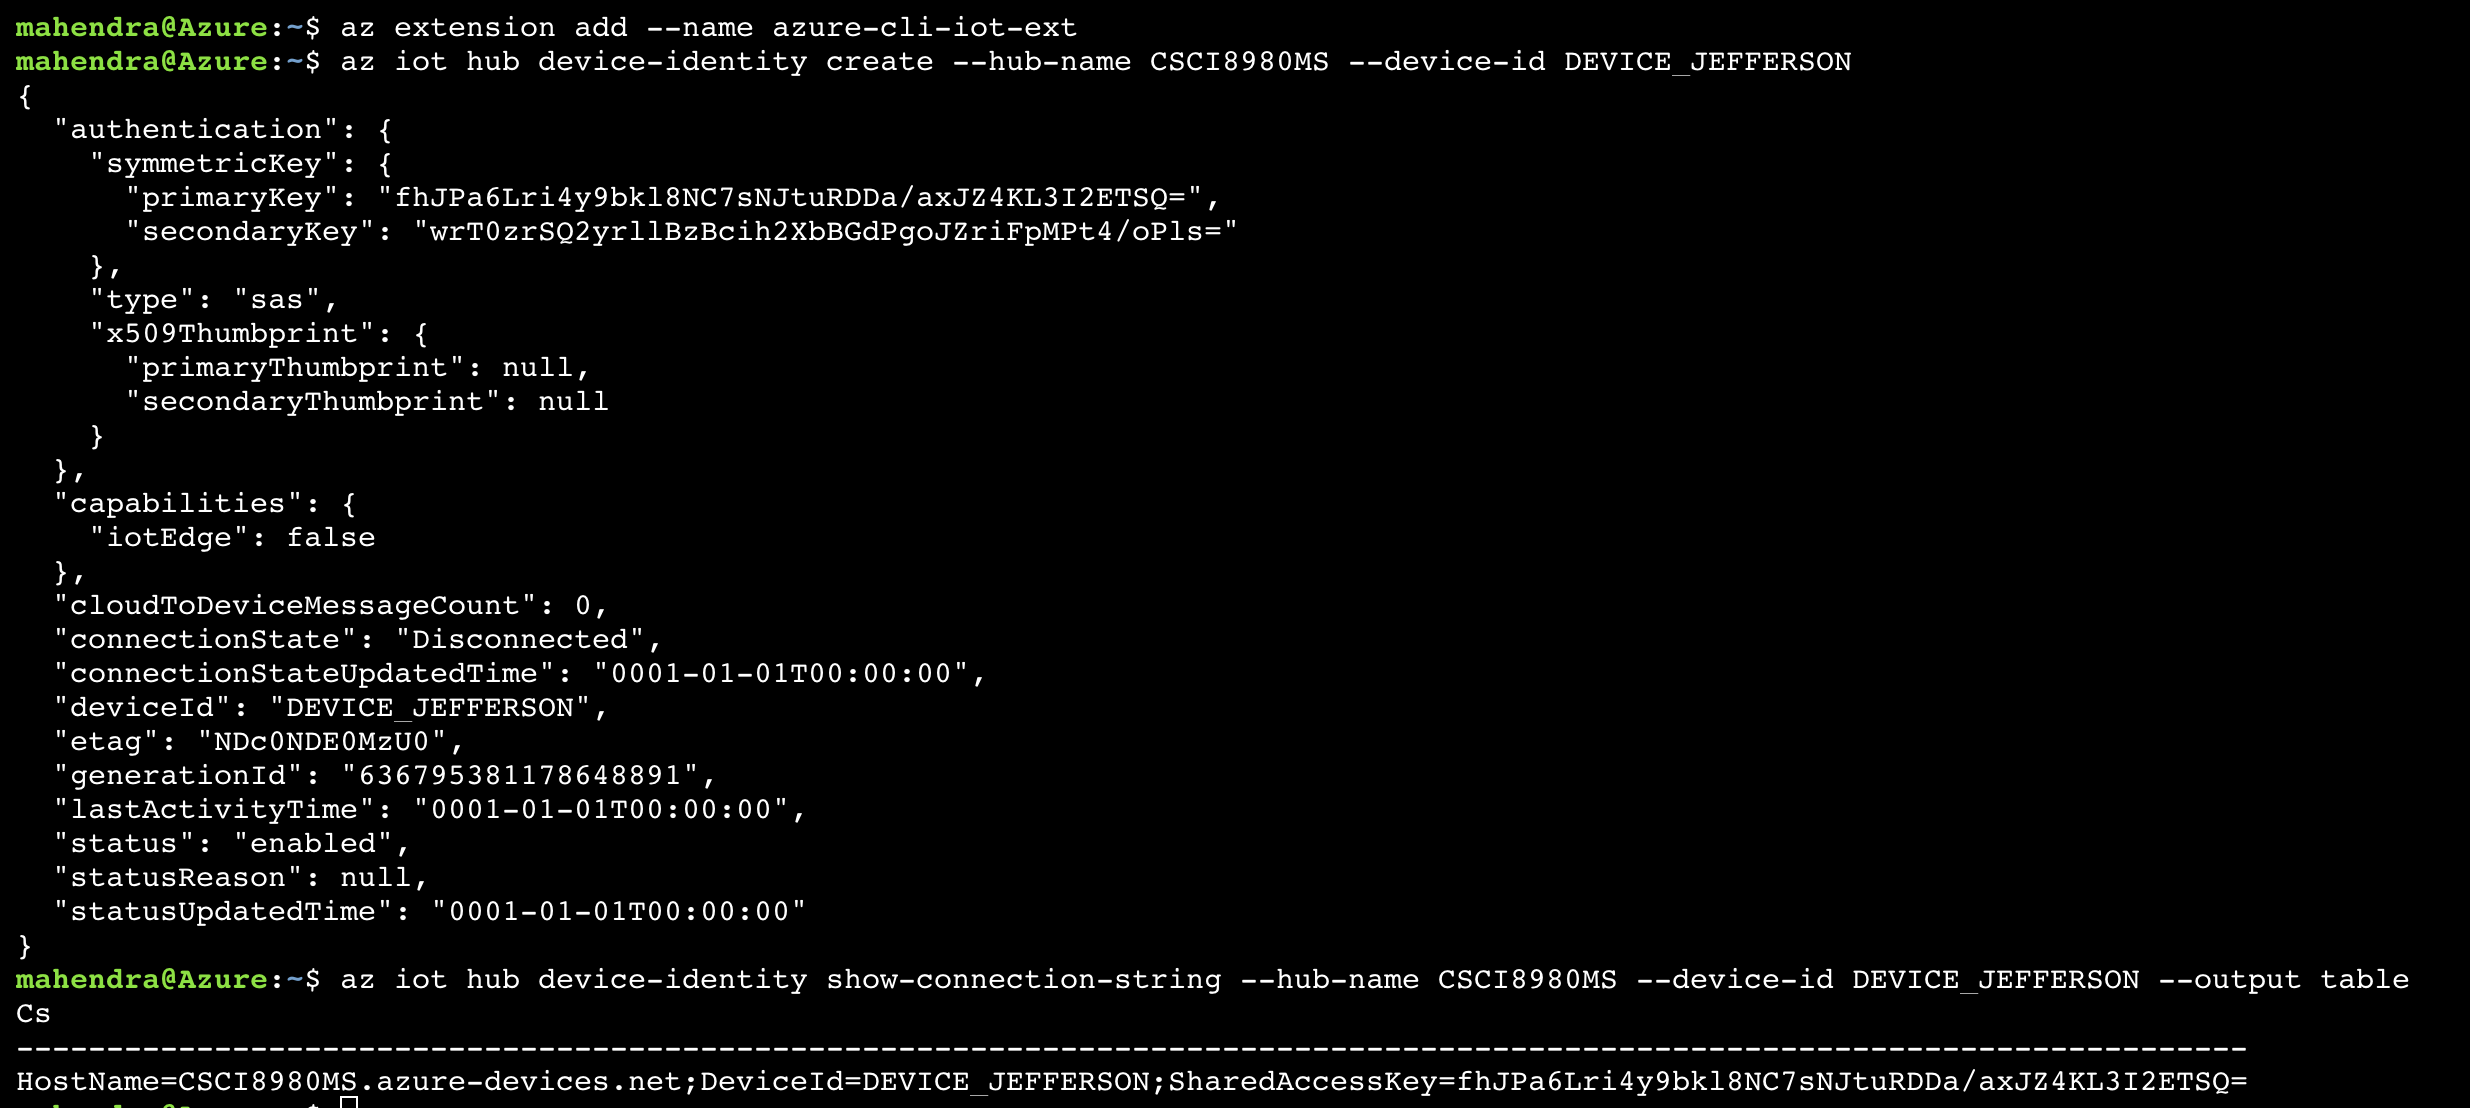 mahendra@Azure:~$ az extension add --name azure-cli-iot-ext
mahendra@Azure:~$ az iot hub device-identity create --hub-name CSCI8980MS --device-id DEVICE_JEFFERSON
{
  "authentication": {
    "symmetricKey": {
      "primaryKey": "fhJPa6Lri4y9bkl8NC7sNJtuRDDa/axJZ4KL3I2ETSQ=",
      "secondaryKey": "wrT0zrSQ2yrllBzBcih2XbBGdPgoJZriFpMPt4/oPls="
    },
    "type": "sas",
    "x509Thumbprint": {
      "primaryThumbprint": null,
      "secondaryThumbprint": null
    }
  },
  "capabilities": {
    "iotEdge": false
  },
  "cloudToDeviceMessageCount": 0,
  "connectionState": "Disconnected",
  "connectionStateUpdatedTime": "0001-01-01T00:00:00",
  "deviceId": "DEVICE_JEFFERSON",
  "etag": "NDc0NDE0MzU0",
  "generationId": "636795381178648891",
  "lastActivityTime": "0001-01-01T00:00:00",
  "status": "enabled",
  "statusReason": null,
  "statusUpdatedTime": "0001-01-01T00:00:00"
}
mahendra@Azure:~$ az iot hub device-identity show-connection-string --hub-name CSCI8980MS --device-id DEVICE_JEFFERSON --output table
Cs
----------------------------------------------------------------------------------------------------------------------------
HostName=CSCI8980MS.azure-devices.net;DeviceId=DEVICE_JEFFERSON;SharedAccessKey=fhJPa6Lri4y9bkl8NC7sNJtuRDDa/axJZ4KL3I2ETSQ=